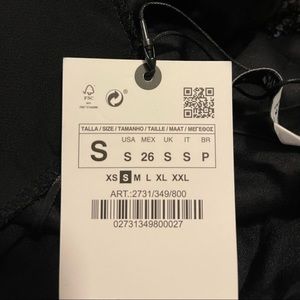 FSC
TALLA / SIZE / TAMANHO / TAILLE / MAAT / ΜΕΓΕΘΟΣ
S
USA MEX UK IT BR
S 26 S S P
XS S M L XL XXL
ART.:2731/349/800
02731349800027